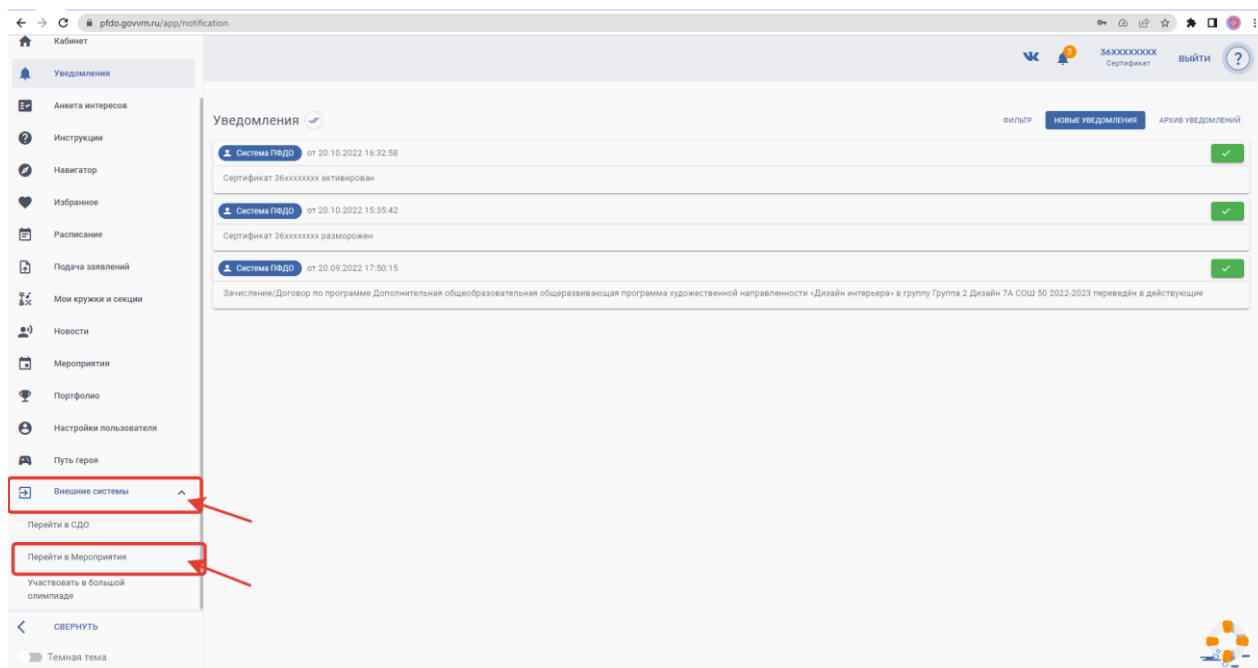 pfdo.govvrn.ru/app/notification
Кабинет
Уведомления
Анкета интересов
Инструкции
Навигатор
Избранное
Расписание
Подача заявлений
Мои кружки и секции
Новости
Мероприятия
Портфолио
Настройки пользователя
Путь героя
Внешние системы
Перейти в СДО
Перейти в Мероприятия
Участвовать в большой
олимпиаде
СВЕРНУТЬ
Темная тема
3
36XXXXXXXX
Сертификат
ВЫЙТИ
?
Уведомления
ФИЛЬТР
НОВЫЕ УВЕДОМЛЕНИЯ
АРХИВ УВЕДОМЛЕНИЙ
Система ПФДО от 20.10.2022 16:32:58
Сертификат 36xxxxxxxx активирован
Система ПФДО от 20.10.2022 15:35:42
Сертификат 36xxxxxxxx разморожен
Система ПФДО от 20.09.2022 17:50:15
Зачисление/Договор по программе Дополнительная общеобразовательная общеразвивающая программа художественной направленности «Дизайн интерьера» в группу Группа 2 Дизайн 7А СОШ 50 2022-2023 переведён в действующие